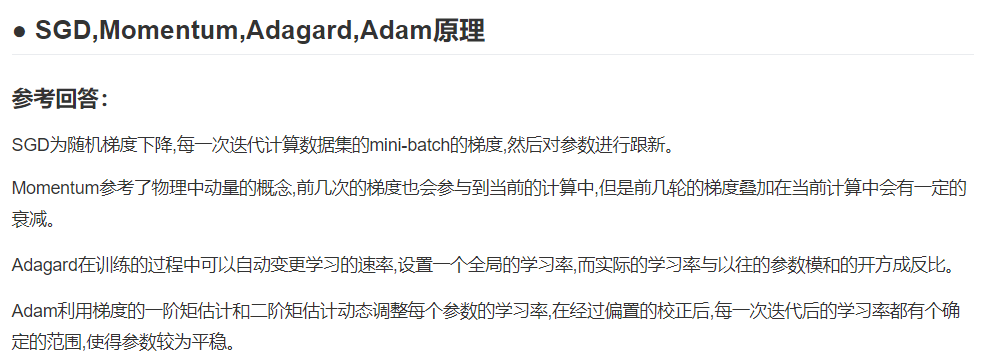 ● SGD,Momentum,Adagard,Adam原理
参考回答：
SGD为随机梯度下降,每一次迭代计算数据集的mini-batch的梯度,然后对参数进行跟新。
Momentum参考了物理中动量的概念,前几次的梯度也会参与到当前的计算中,但是前几轮的梯度叠加在当前计算中会有一定的
衰减。
Adagard在训练的过程中可以自动变更学习的速率,设置一个全局的学习率,而实际的学习率与以往的参数模和的开方成反比。
Adam利用梯度的一阶矩估计和二阶矩估计动态调整每个参数的学习率,在经过偏置的校正后,每一次迭代后的学习率都有个确
定的范围,使得参数较为平稳。